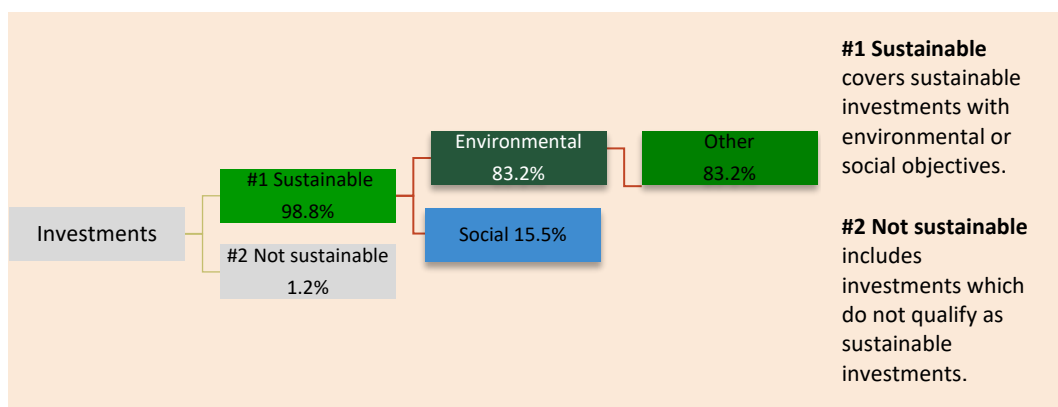 Investments
#1 Sustainable
98.8%
#2 Not sustainable
1.2%
Environmental
83.2%
Social 15.5%
Other
83.2%
#1 Sustainable
covers sustainable
investments with
environmental or
social objectives.
#2 Not sustainable
includes
investments which
do not qualify as
sustainable
investments.